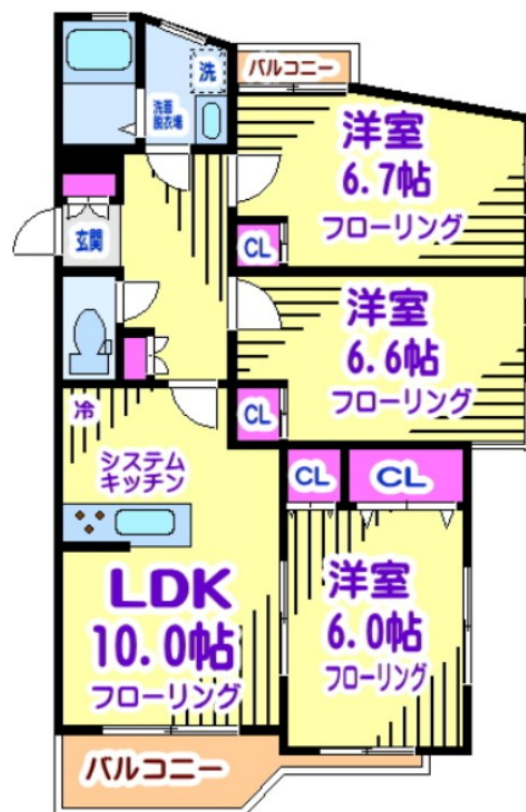 洗
バルコニー
洗面
脱衣場
洋室
6.7帖
フローリング
玄関
CL
洋室
6.6帖
フローリング
冷
CL
システム
キッチン
CL
CL
LDK
10.0帖
フローリング
洋室
6.0帖
フローリング
バルコニー